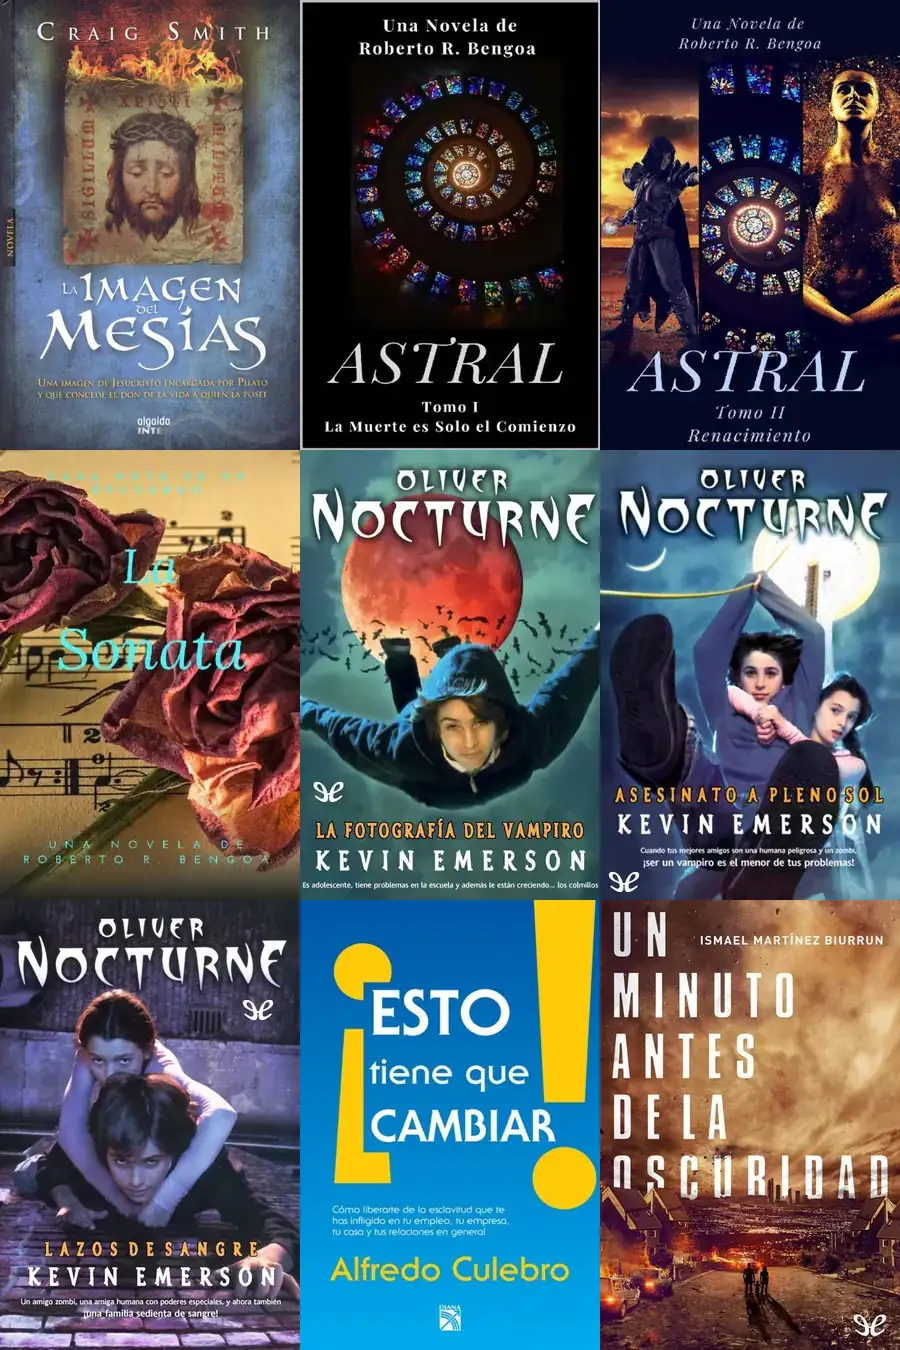 CRAIG SMITH
NOVELA
SIGILLUM
LA IMAGEN
DEL
MESÍAS
UNA IMAGEN DE JESUCRISTO ENCARGADA POR PILATO
Y QUE CONCEDE EL DON DE LA VIDA A QUIEN LA POSEE
algaida
INTE
Una Novela de
Roberto R. Bengoa
ASTRAL
Tomo I
La Muerte es Solo el Comienzo
Una Novela de
Roberto R. Bengoa
ASTRAL
Tomo II
Renacimiento
La
Sonata
UNA NOVELA DE
ROBERTO R. BENGOA
OLIVER
NOCTURNE
LA FOTOGRAFÍA DEL VAMPIRO
KEVIN EMERSON
Es adolescente, tiene problemas en la escuela y además le están creciendo... los colmillos
OLIVER
NOCTURNE
ASESINATO A PLENO SOL
KEVIN EMERSON
Cuando tus mejores amigos son una humana peligrosa y un zombi,
¡ser un vampiro es el menor de tus problemas!
OLIVER
NOCTURNE
LAZOS DE SANGRE
KEVIN EMERSON
Un amigo zombi, una amiga humana con poderes especiales, y ahora también
¡una familia sedienta de sangre!
¡ESTO
tiene que
CAMBIAR!
Cómo liberarte de la esclavitud que te
has infligido en tu empleo, tu empresa,
tu casa y tus relaciones en general
Alfredo Culebro
DIANA
ISMAEL MARTÍNEZ BIURRUN
UN
MINUTO
ANTES
DE LA
OSCURIDAD